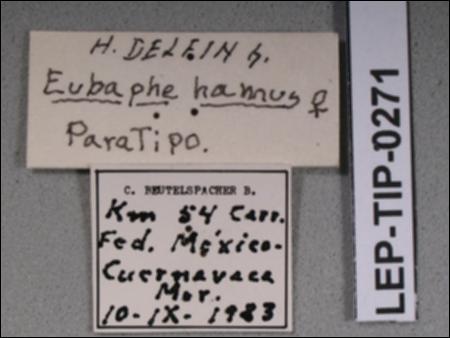 H. DELEIN h.
Eubaphe hamus ♀
ParaTipo.
C. BEUTELSPACHER B.
Km 54 Carr.
Fed. México-
Cuernavaca
Mor.
10-IX-1983
LEP-TIP-0271